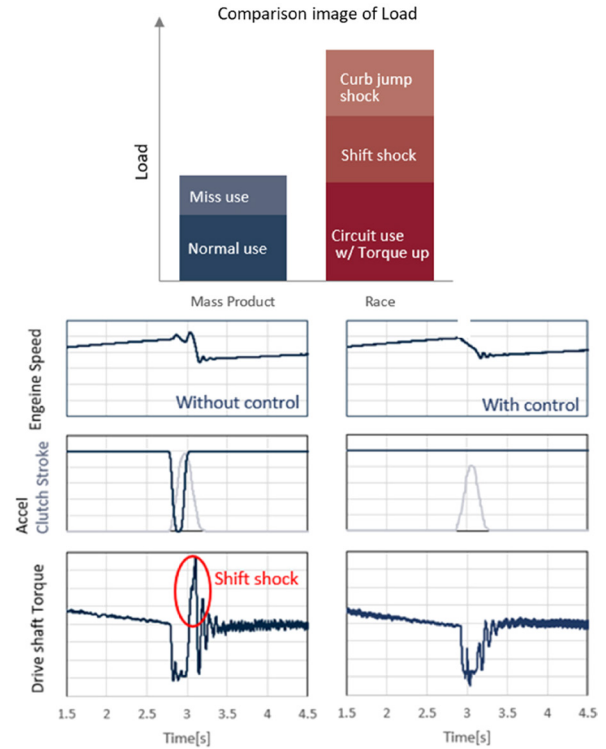 Comparison image of Load
Load
Curb jump
shock
Shift shock
Circuit use
w/ Torque up
Miss use
Normal use
Mass Product
Race
Engeine Speed
Without control
With control
Accel
Clutch Stroke
Drive shaft Torque
Shift shock
1.5 2 2.5 3 3.5 4 4.5
1.5 2 2.5 3 3.5 4 4.5
Time[s]
Time[s]